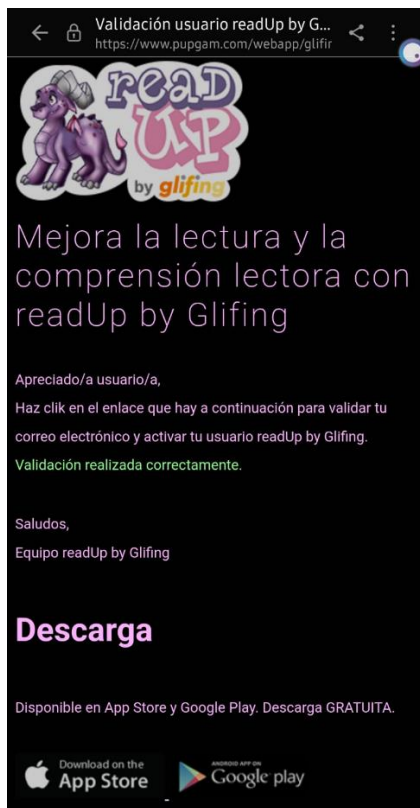 Validación usuario readUp by G...
https://www.pupgam.com/webapp/glifir
read
UP
by glifing
Mejora la lectura y la
comprensión lectora con
readUp by Glifing
Apreciado/a usuario/a,
Haz clik en el enlace que hay a continuación para validar tu
correo electrónico y activar tu usuario readUp by Glifing.
Validación realizada correctamente.
Saludos,
Equipo readUp by Glifing
Descarga
Disponible en App Store y Google Play. Descarga GRATUITA.
Download on the
App Store
ANDROID APP ON
Google play